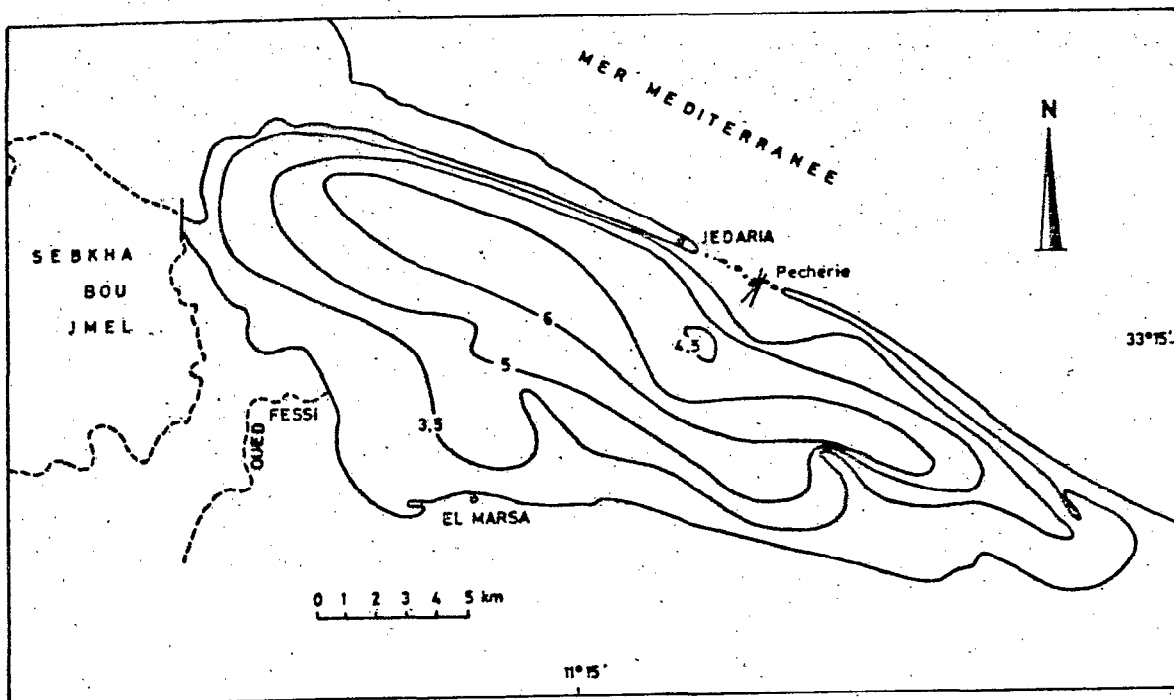 MER MEDITERRANEE
N
JEDARIA
Pechérie
SEBKHA
BOU
JMEL
33°15'
4,5
6
5
3,5
OUED
FESSI
EL MARSA
0 1 2 3 4 5 km
11°15'